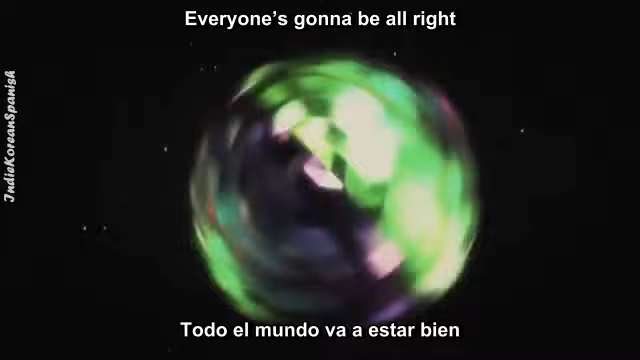 Everyone's gonna be all right
IndieKoreanSpanish
Todo el mundo va a estar bien